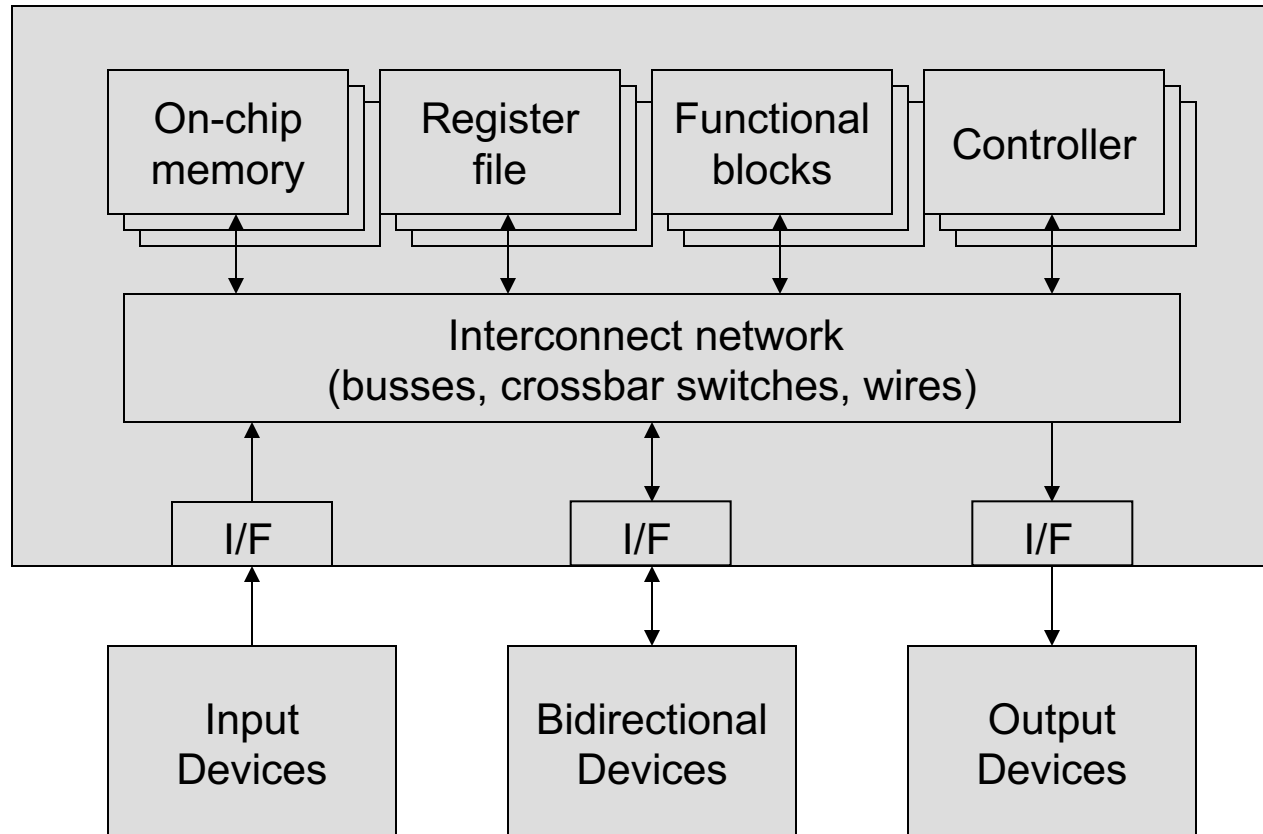 On-chip
memory
Register
file
Functional
blocks
Controller
Interconnect network
(busses, crossbar switches, wires)
I/F
I/F
I/F
Input
Devices
Bidirectional
Devices
Output
Devices